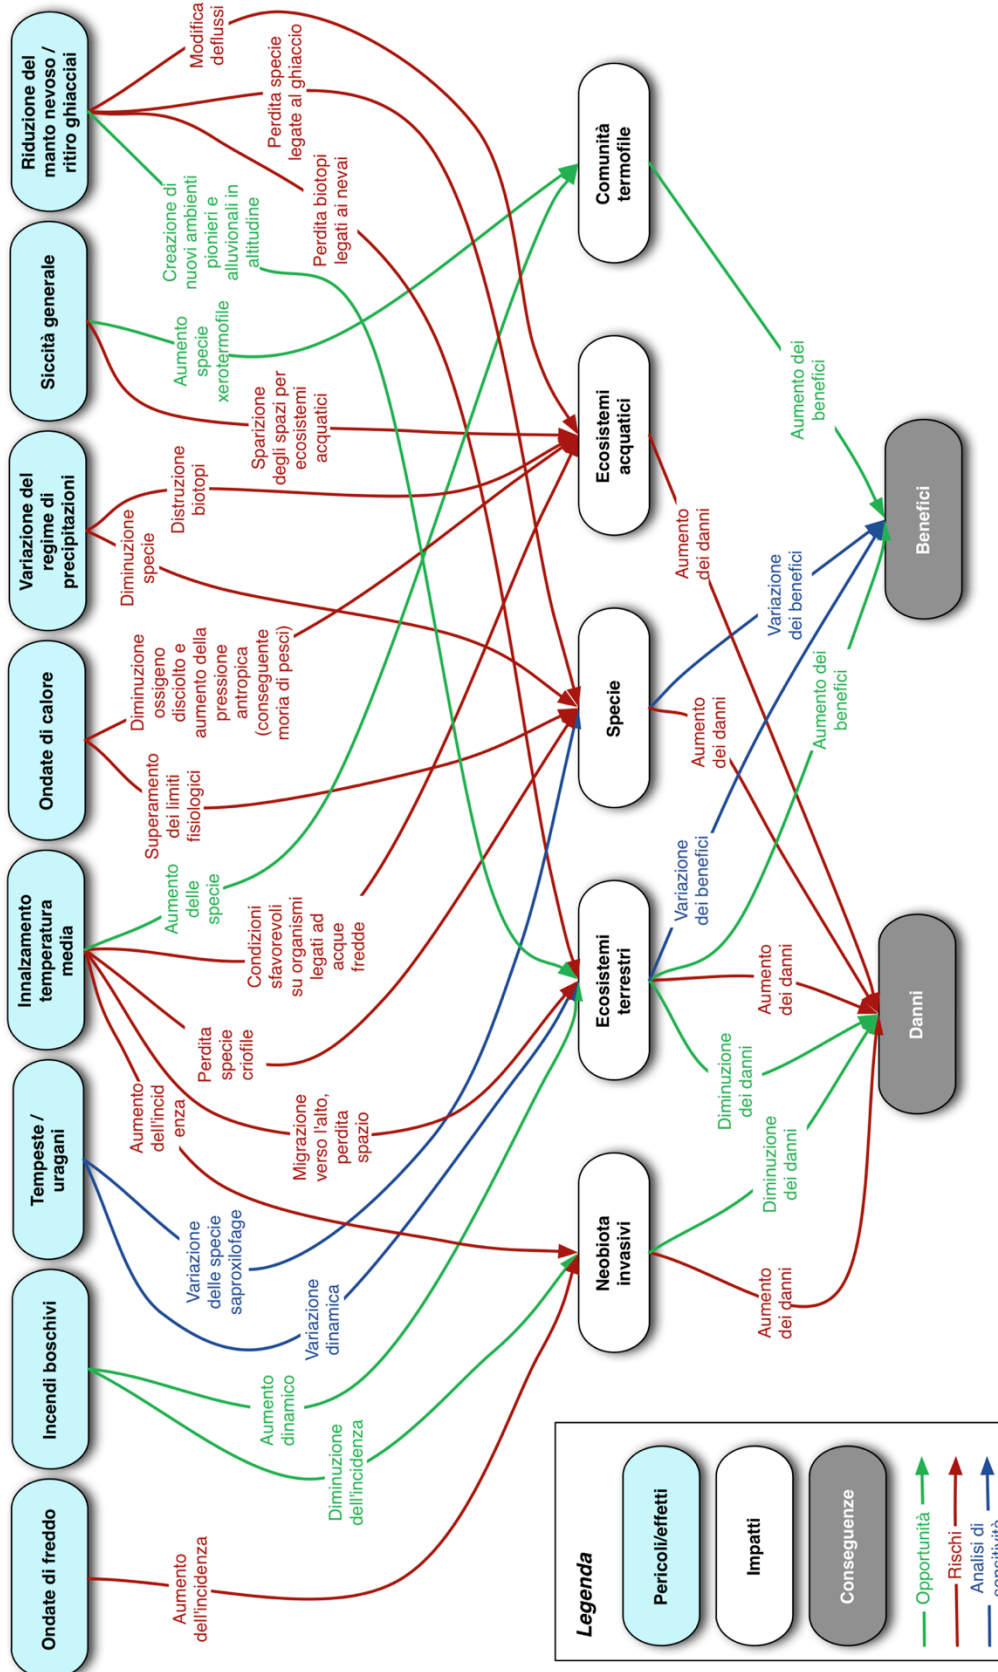 Ondate di freddo
Incendi boschivi
Tempeste /
uragani
Innalzamento
temperatura
media
Ondate di calore
Variazione del
regime di
precipitazioni
Siccità generale
Riduzione del
manto nevoso /
ritiro ghiacciai
Aumento
dell'incidenza
Diminuzione
dell'incidenza
Aumento
dinamico
Variazione
dinamica
Variazione
delle specie
saproxilofage
Aumento
dell'incid
enza
Migrazione
verso l'alto,
perdita
spazio
Perdita
specie
criofile
Condizioni
sfavorevoli
su organismi
legati ad
acque
fredde
Aumento
delle
specie
Superamento
dei limiti
fisiologici
Diminuzione
ossigeno
disciolto e
aumento della
pressione
antropica
(conseguente
moria di pesci)
Diminuzione
specie
Distruzione
biotopi
Sparizione
degli spazi per
ecosistemi
acquatici
Aumento
specie
xerotermofile
Creazione di
nuovi ambienti
pionieri e
alluvionali in
altitudine
Perdita biotopi
legati ai nevai
Perdita specie
legate al ghiaccio
Modifica
deflussi
Neobiota
invasivi
Ecosistemi
terrestri
Specie
Ecosistemi
acquatici
Comunità
termofile
Aumento
dei danni
Diminuzione
dei danni
Diminuzione
dei danni
Aumento
dei danni
Variazione
dei benefici
Aumento dei
benefici
Aumento
dei danni
Variazione
dei benefici
Aumento
dei danni
Aumento dei
benefici
Danni
Benefici
Legenda
Pericoli/effetti
Impatti
Conseguenze
Opportunità
Rischi
Analisi di
sensitività